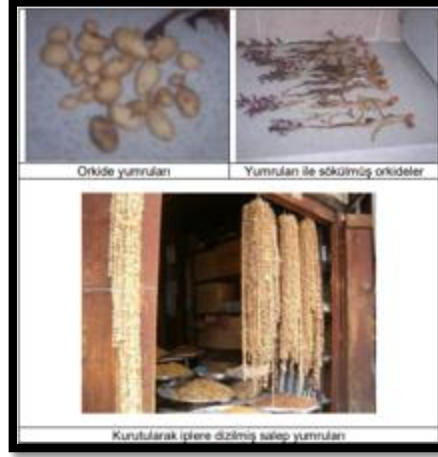 Orkide yumruları
Yumruları ile sökülmüş orkideler
Kurutularak iplere dizilmiş salep yumruları